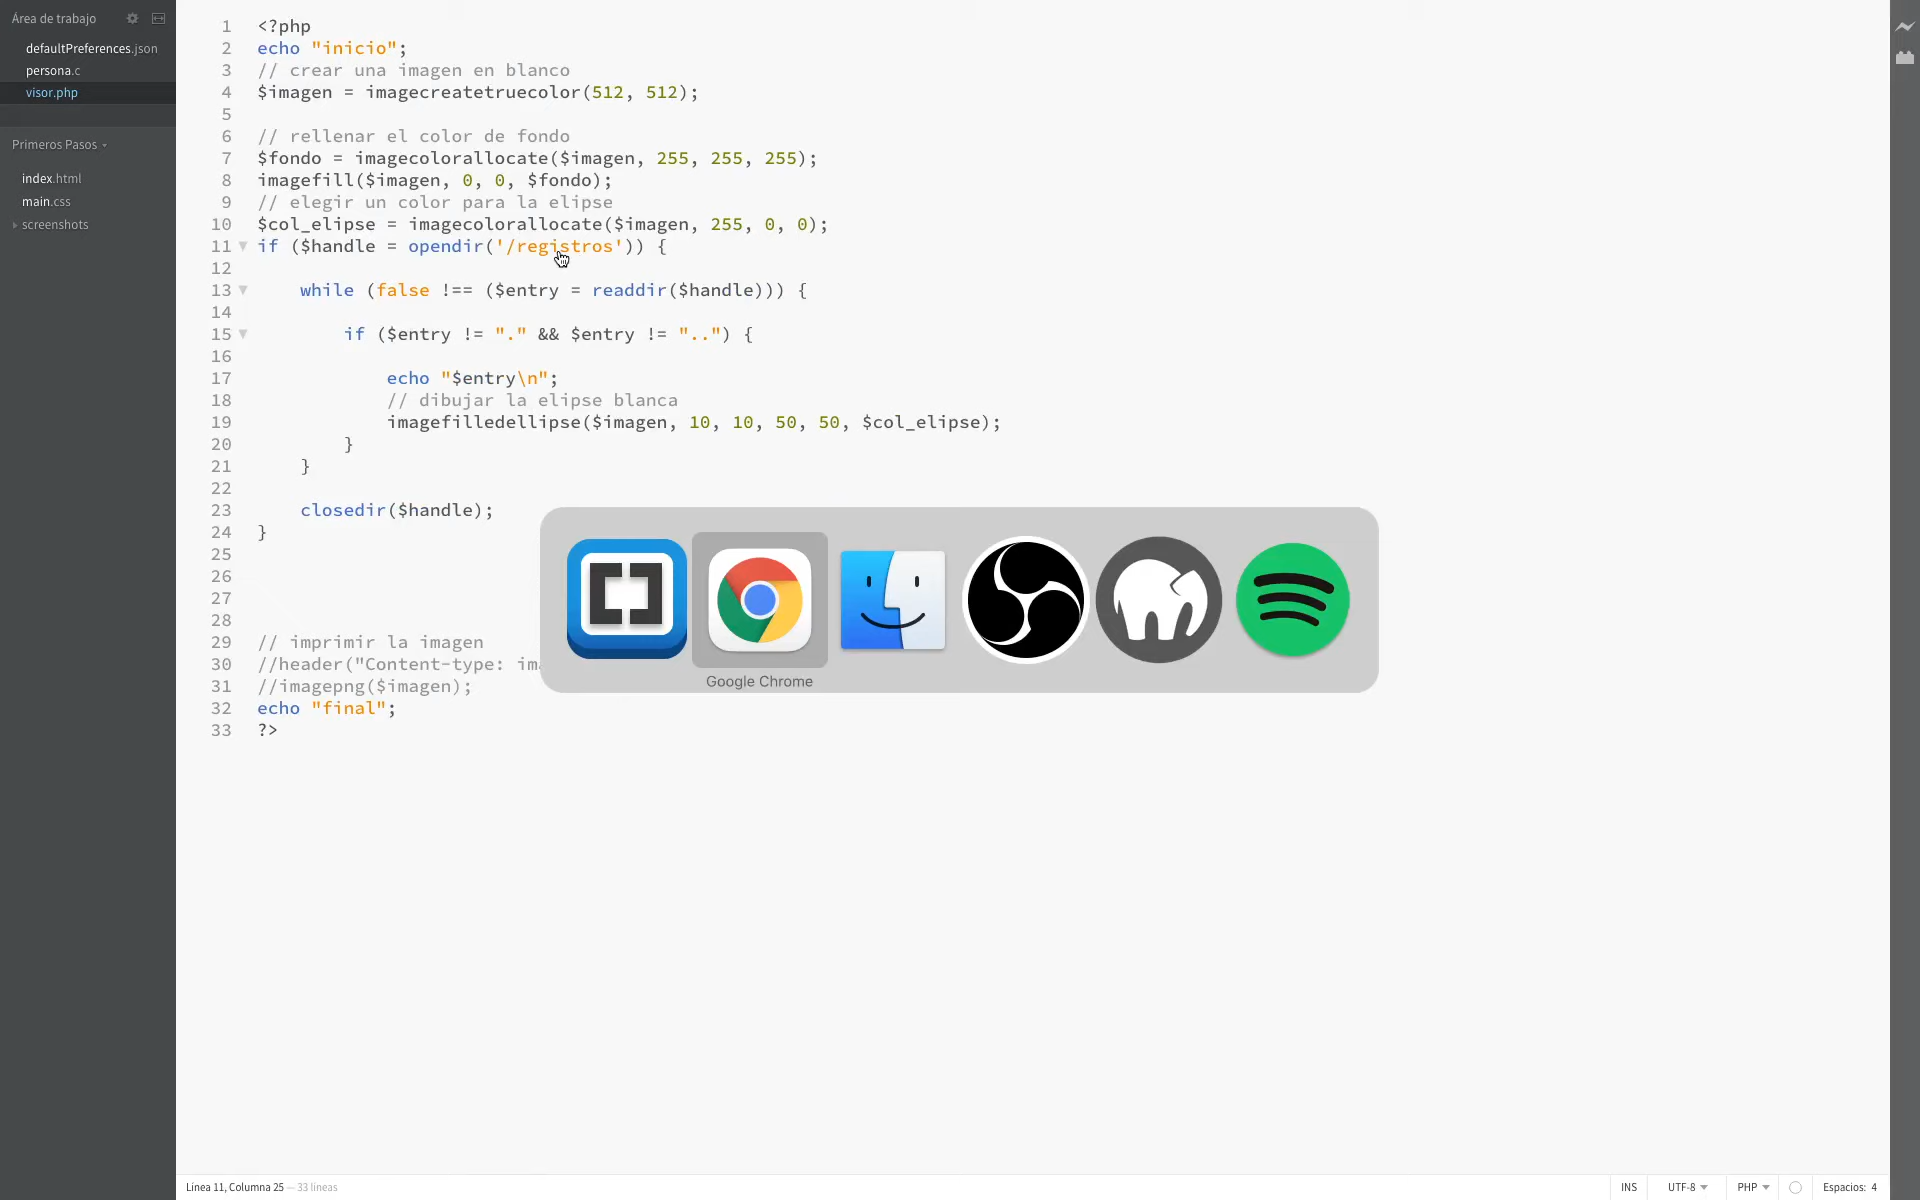 Área de trabajo
defaultPreferences.json
persona.c
visor.php
Primeros Pasos
index.html
main.css
screenshots
1 <?php
2 echo "inicio";
3 // crear una imagen en blanco
4 $imagen = imagecreatetruecolor(512, 512);
5
6 // rellenar el color de fondo
7 $fondo = imagecolorallocate($imagen, 255, 255, 255);
8 imagefill($imagen, 0, 0, $fondo);
9 // elegir un color para la elipse
10 $col_elipse = imagecolorallocate($imagen, 255, 0, 0);
11 if ($handle = opendir('/registros')) {
12
13 while (false !== ($entry = readdir($handle))) {
14
15 if ($entry != "." && $entry != "..") {
16
17 echo "$entry\n";
18 // dibujar la elipse blanca
19 imagefilledellipse($imagen, 10, 10, 50, 50, $col_elipse);
20 }
21 }
22
23 closedir($handle);
24 }
25
26
27
28
29 // imprimir la imagen
30 //header("Content-type: im
31 //imagepng($imagen);
32 echo "final";
33 ?>
Google Chrome
Línea 11, Columna 25 — 33 líneas
INS
UTF-8
PHP
Espacios: 4